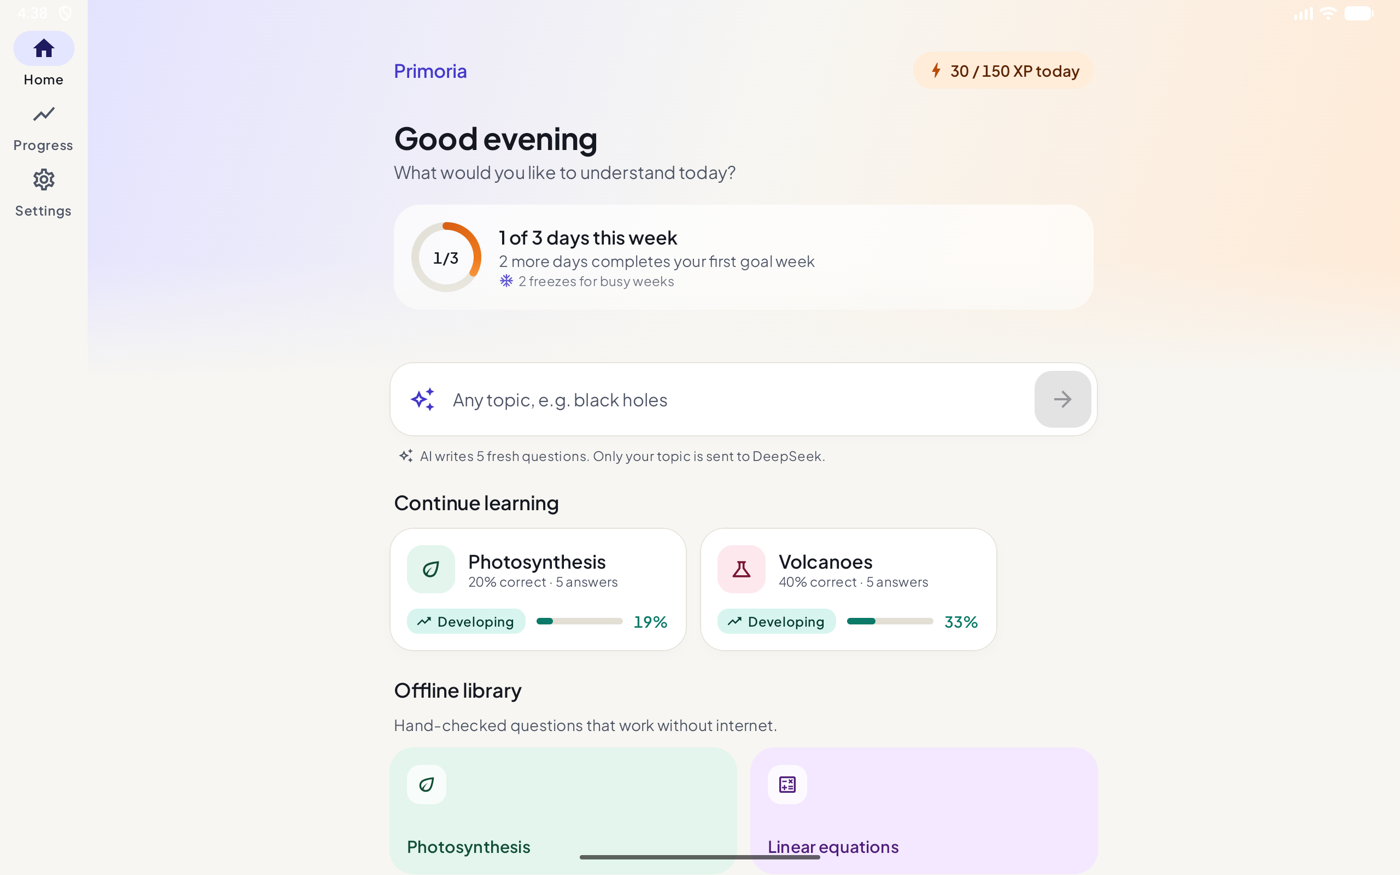 4:38
Home
Progress
Settings
Primoria
30 / 150 XP today
Good evening
What would you like to understand today?
1/3
1 of 3 days this week
2 more days completes your first goal week
2 freezes for busy weeks
Any topic, e.g. black holes
AI writes 5 fresh questions. Only your topic is sent to DeepSeek.
Continue learning
Photosynthesis
20% correct · 5 answers
Developing
19%
Volcanoes
40% correct · 5 answers
Developing
33%
Offline library
Hand-checked questions that work without internet.
Photosynthesis
Linear equations